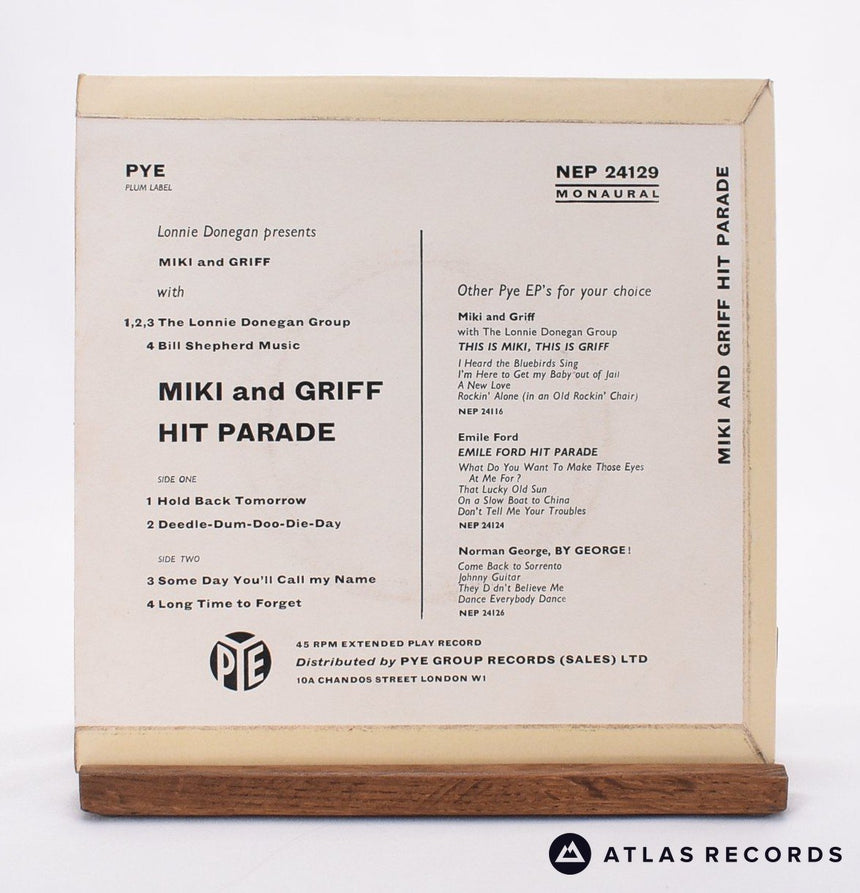 PYE
PLUM LABEL
NEP 24129
MONAURAL
MIKI AND GRIFF HIT PARADE
Lonnie Donegan presents
MIKI and GRIFF
with
1,2,3 The Lonnie Donegan Group
4 Bill Shepherd Music
MIKI and GRIFF
HIT PARADE
SIDE ONE
1 Hold Back Tomorrow
2 Deedle-Dum-Doo-Die-Day
SIDE TWO
3 Some Day You'll Call my Name
4 Long Time to Forget
Other Pye EP's for your choice
Miki and Griff
with The Lonnie Donegan Group
THIS IS MIKI, THIS IS GRIFF
I Heard the Bluebirds Sing
I'm Here to Get my Baby out of Jail
A New Love
Rockin' Alone (in an Old Rockin' Chair)
NEP 24116
Emile Ford
EMILE FORD HIT PARADE
What Do You Want To Make Those Eyes
At Me For?
That Lucky Old Sun
On a Slow Boat to China
Don't Tell Me Your Troubles
NEP 24124
Norman George, BY GEORGE!
Come Back to Sorrento
Johnny Guitar
They D dn't Believe Me
Dance Everybody Dance
NEP 24126
PYE
45 RPM EXTENDED PLAY RECORD
Distributed by PYE GROUP RECORDS (SALES) LTD
10A CHANDOS STREET LONDON W1
ATLAS RECORDS